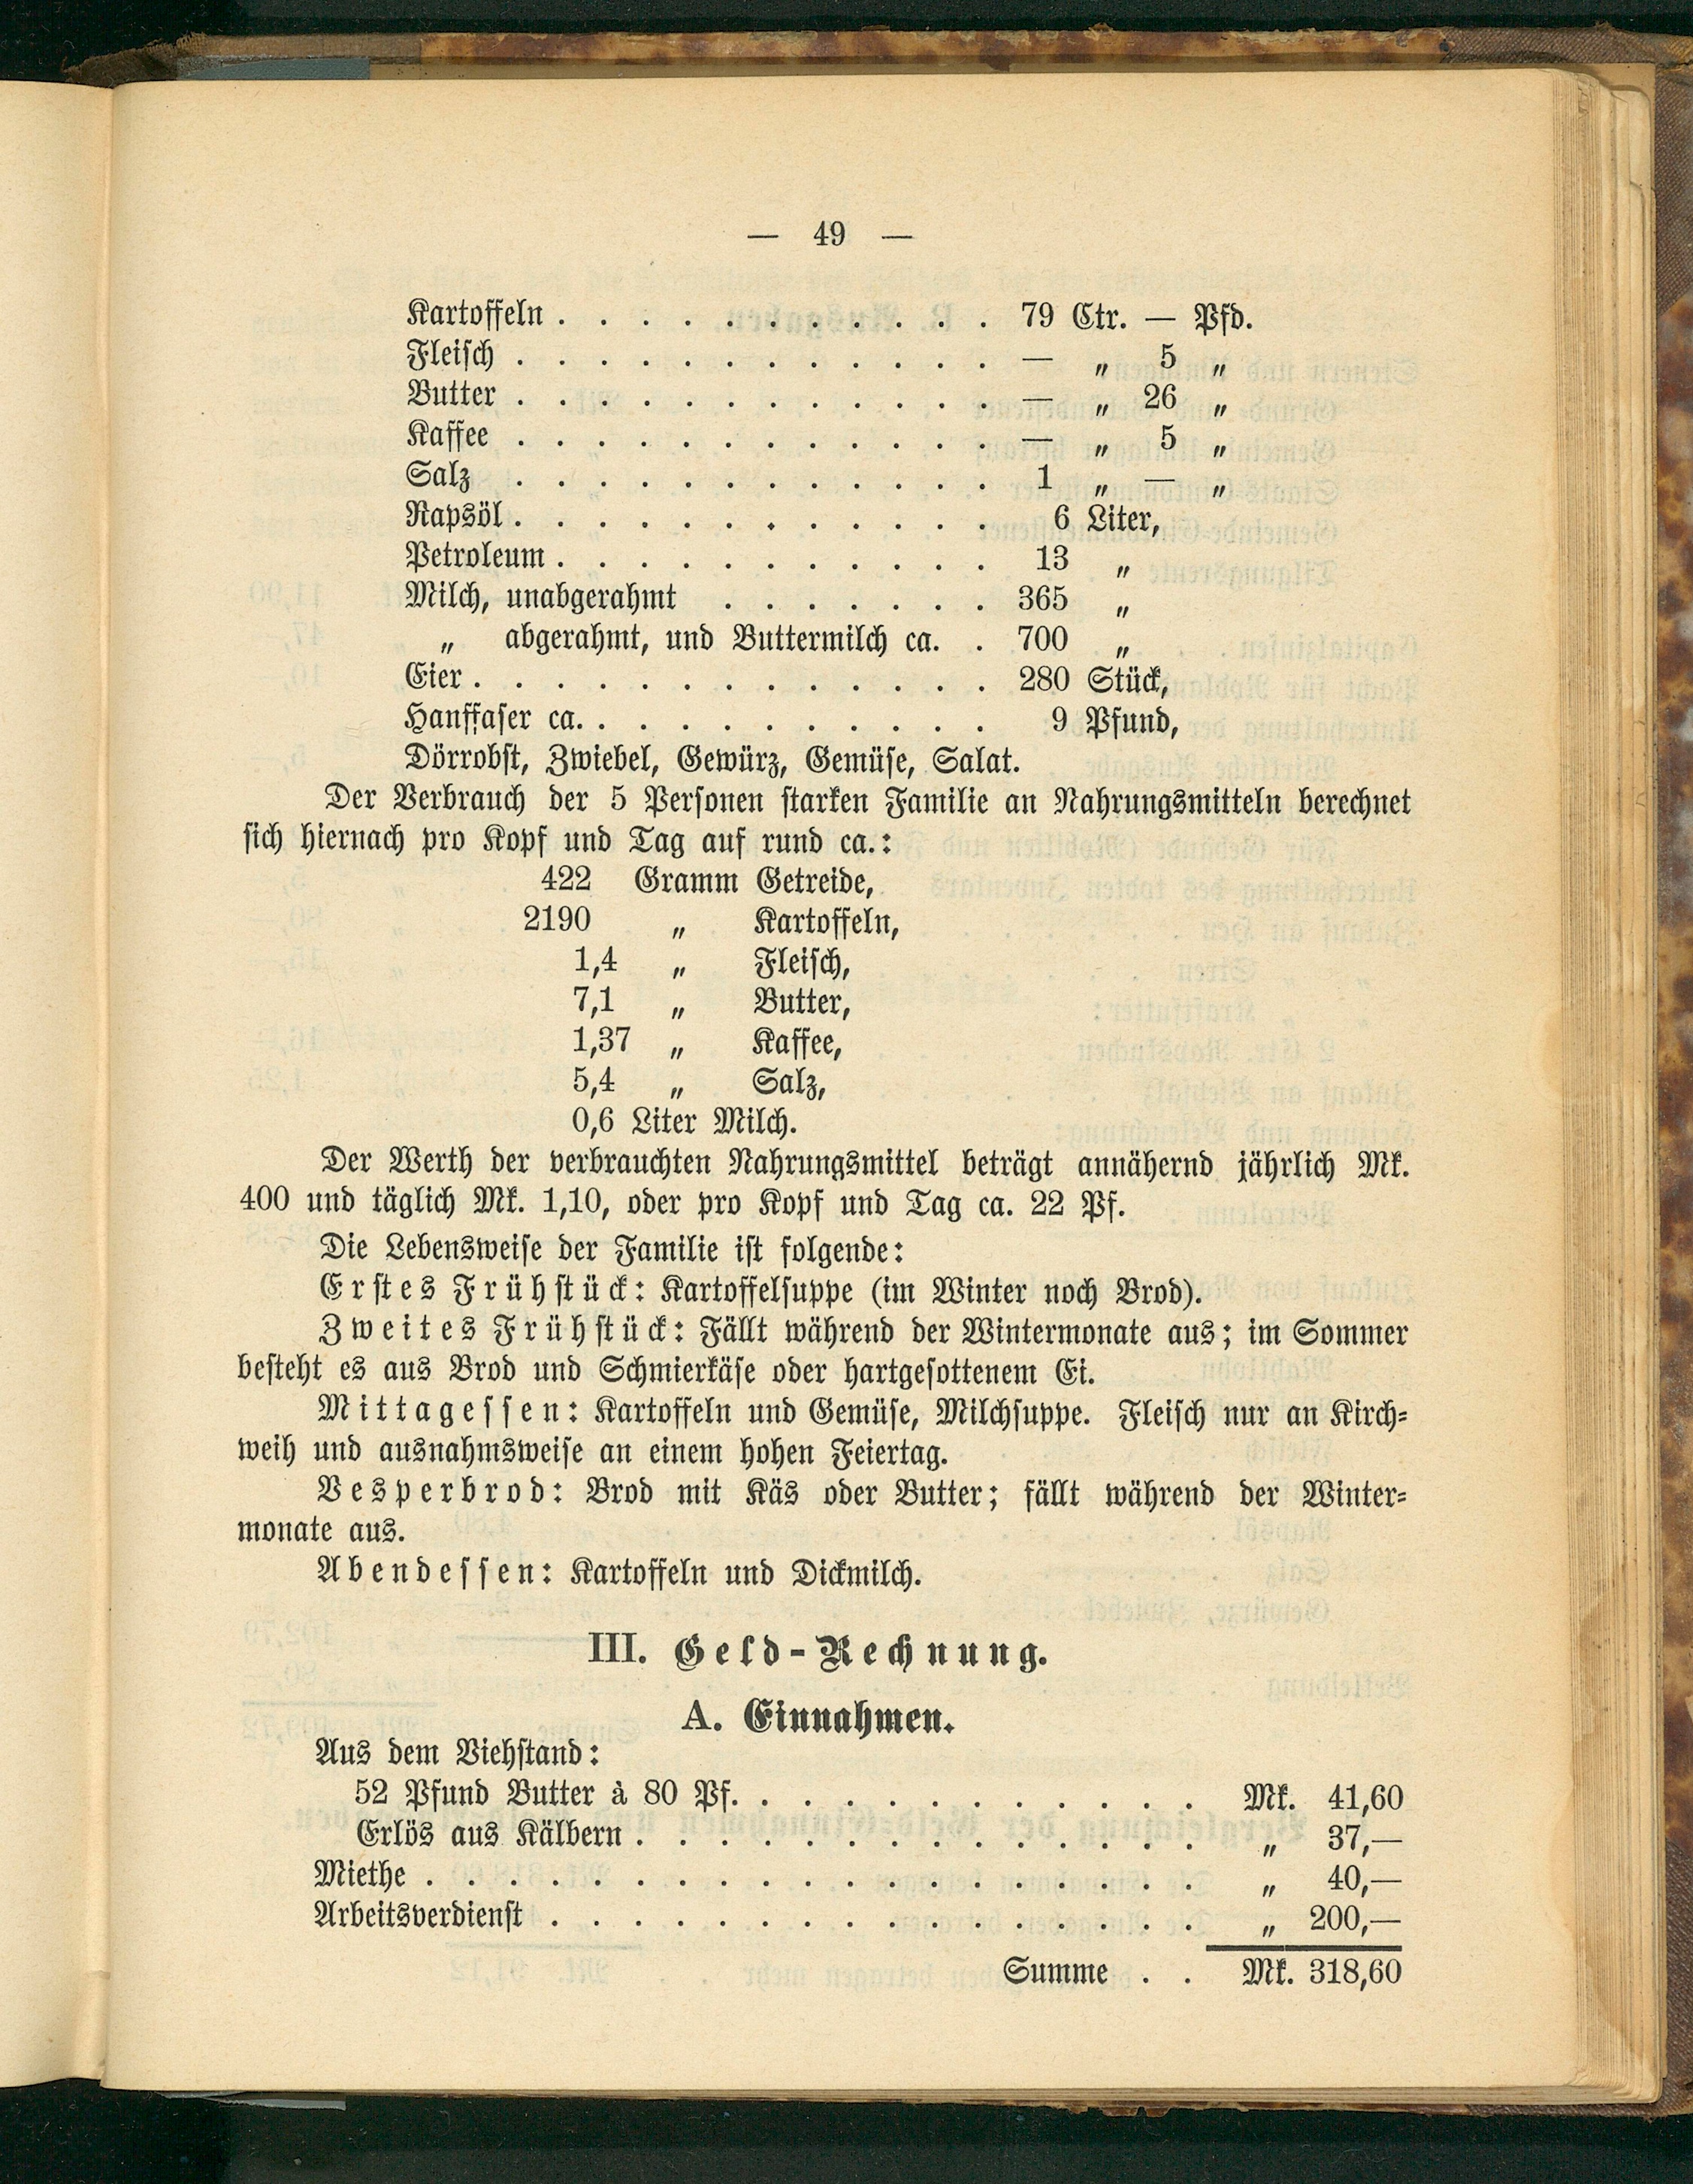 — 49 —
Kartoffeln . . . . . . . . . . . 79 Ctr. — Pfd.
Fleisch . . . . . . . . . . . . — „ 5 „
Butter . . . . . . . . . . . . — „ 26 „
Kaffee . . . . . . . . . . . . — „ 5 „
Salz . . . . . . . . . . . . 1 „ — „
Rapsöl . . . . . . . . . . . . 6 Liter,
Petroleum . . . . . . . . . . . 13 „
Milch, unabgerahmt . . . . . . . 365 „
„ abgerahmt, und Buttermilch ca. . 700 „
Eier . . . . . . . . . . . . . 280 Stück,
Hanffaser ca. . . . . . . . . . . 9 Pfund,
Dörrobst, Zwiebel, Gewürz, Gemüse, Salat.
Der Verbrauch der 5 Personen starken Familie an Nahrungsmitteln berechnet
sich hiernach pro Kopf und Tag auf rund ca.:
422 Gramm Getreide,
2190 „ Kartoffeln,
1,4 „ Fleisch,
7,1 „ Butter,
1,37 „ Kaffee,
5,4 „ Salz,
0,6 Liter Milch.
Der Werth der verbrauchten Nahrungsmittel beträgt annähernd jährlich Mk.
400 und täglich Mk. 1,10, oder pro Kopf und Tag ca. 22 Pf.
Die Lebensweise der Familie ist folgende:
Erstes Frühstück: Kartoffelsuppe (im Winter noch Brod).
Zweites Frühstück: Fällt während der Wintermonate aus; im Sommer
besteht es aus Brod und Schmierkäse oder hartgesottenem Ei.
Mittagessen: Kartoffeln und Gemüse, Milchsuppe. Fleisch nur an Kirch-
weih und ausnahmsweise an einem hohen Feiertag.
Vesperbrod: Brod mit Käs oder Butter; fällt während der Winter-
monate aus.
Abendessen: Kartoffeln und Dickmilch.
III. Geld-Rechnung.
A. Einnahmen.
Aus dem Viehstand:
52 Pfund Butter à 80 Pf. . . . . . . . . . . . Mk. 41,60
Erlös aus Kälbern . . . . . . . . . . . . . . „ 37,—
Miethe . . . . . . . . . . . . . . . . . . . „ 40,—
Arbeitsverdienst . . . . . . . . . . . . . . . . „ 200,—
Summe . . Mk. 318,60